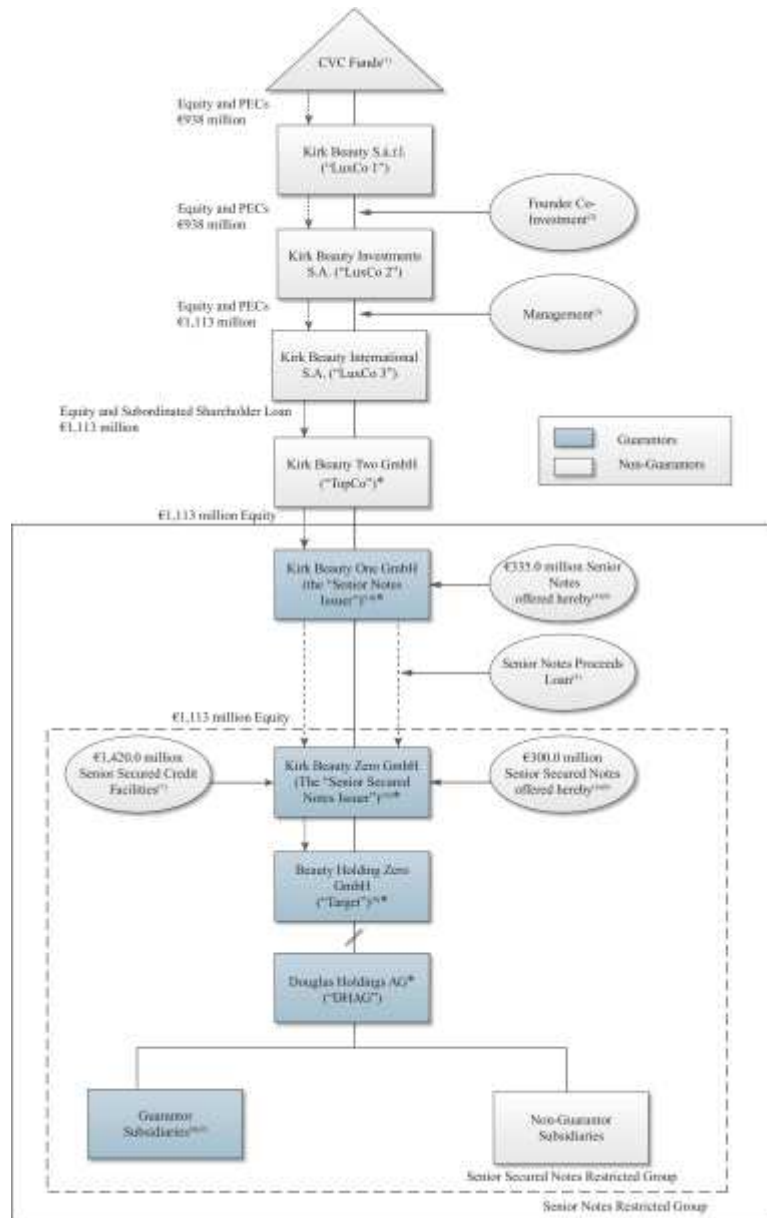 CVC Funds
Equity and PECs
€938 million
Kirk Beauty S.à.r.l.
("LuxCo 1")
Equity and PECs
€938 million
Founder Co-
Investment
Kirk Beauty Investments
S.A. ("LuxCo 2")
Equity and PECs
€1,113 million
Management
Kirk Beauty International
S.A. ("LuxCo 3")
Equity and Subordinated Shareholder Loan
€1,113 million
Guarantors
Non-Guarantors
Kirk Beauty Two GmbH
("TopCo")*
€1,113 million Equity
Kirk Beauty One GmbH
(the "Senior Notes
Issuer")
€335.0 million Senior
Notes
offered hereby
Senior Notes Proceeds
Loan
€1,113 million Equity
€1,420.0 million
Senior Secured Credit
Facilities
Kirk Beauty Zero GmbH
(The "Senior Secured
Notes Issuer")
€300.0 million
Senior Secured Notes
offered hereby
Beauty Holding Zero
GmbH
("Target")
Douglas Holdings AG*
("DHAG")
Guarantor
Subsidiaries
Non-Guarantor
Subsidiaries
Senior Secured Notes Restricted Group
Senior Notes Restricted Group